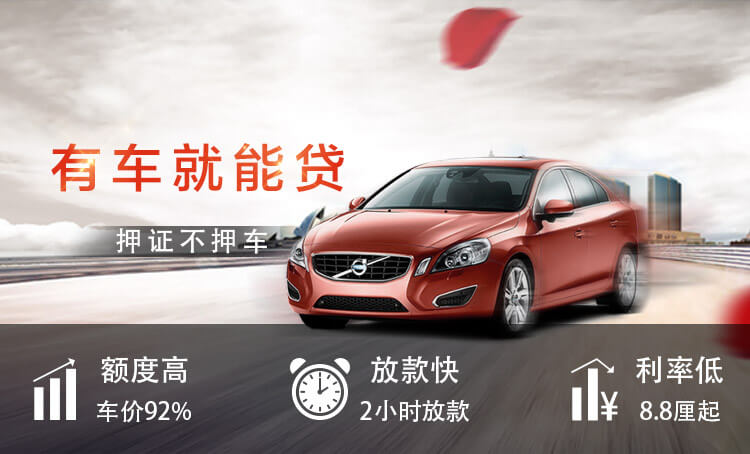 有车就能贷
押证不押车
额度高
车价92%
放款快
2小时放款
利率低
8.8厘起
¥